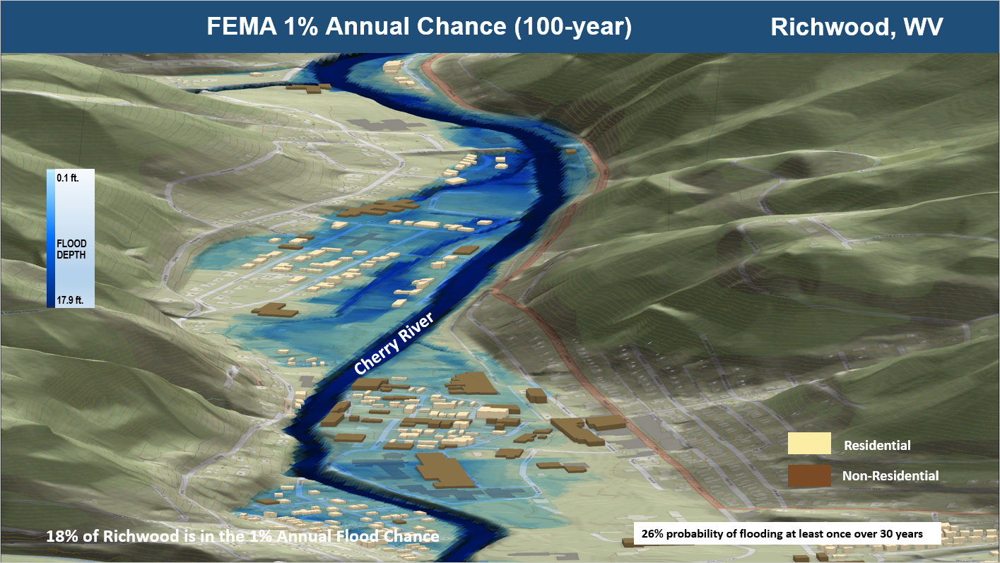 FEMA 1% Annual Chance (100-year)
Richwood, WV
0.1 ft.
FLOOD
DEPTH
17.9 ft.
Cherry River
Residential
Non-Residential
18% of Richwood is in the 1% Annual Flood Chance
26% probability of flooding at least once over 30 years